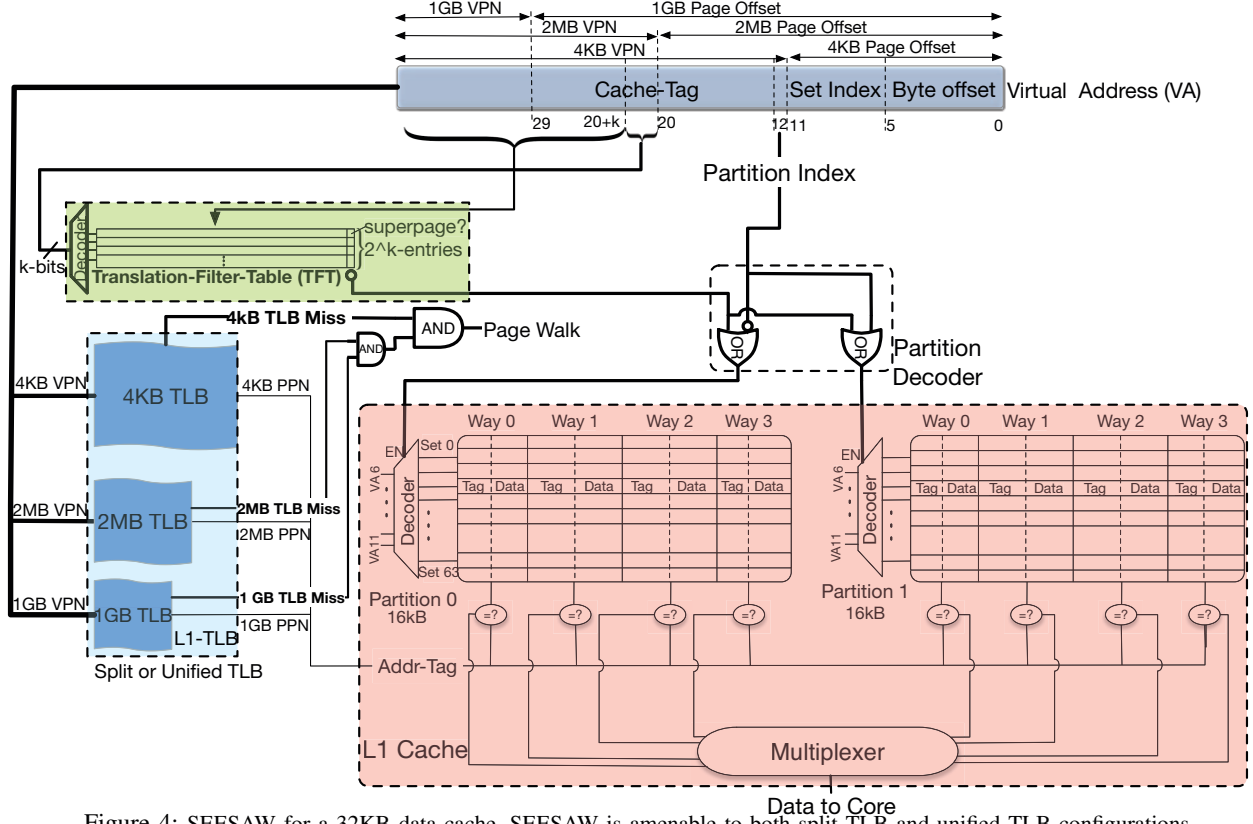 1GB VPN
1GB Page Offset
2MB VPN
2MB Page Offset
4KB VPN
4KB Page Offset
Cache-Tag
Set Index
Byte offset
Virtual Address (VA)
29
20+k
20
12
11
5
0
Partition Index
Decoder
superpage?
2^k-entries
k-bits
Translation-Filter-Table (TFT)
4kB TLB Miss
AND
AND
Page Walk
OR
OR
Partition
Decoder
4KB VPN
4KB TLB
4KB PPN
2MB VPN
2MB TLB
2MB TLB Miss
2MB PPN
1GB VPN
1GB TLB
1 GB TLB Miss
1GB PPN
L1-TLB
Split or Unified TLB
Way 0
Way 1
Way 2
Way 3
EN
Set 0
VA6
VA11
Decoder
Tag Data Tag Data Tag Data Tag Data
Set 63
Partition 0
16kB
=?
=?
=?
=?
Way 0
Way 1
Way 2
Way 3
EN
VA6
VA11
Decoder
Tag Data Tag Data Tag Data Tag Data
Partition 1
16kB
=?
=?
=?
=?
Addr-Tag
L1 Cache
Multiplexer
Data to Core
Figure 4: SEESAW for a 32KB data cache. SEESAW is amenable to both split TLB and unified TLB configurations